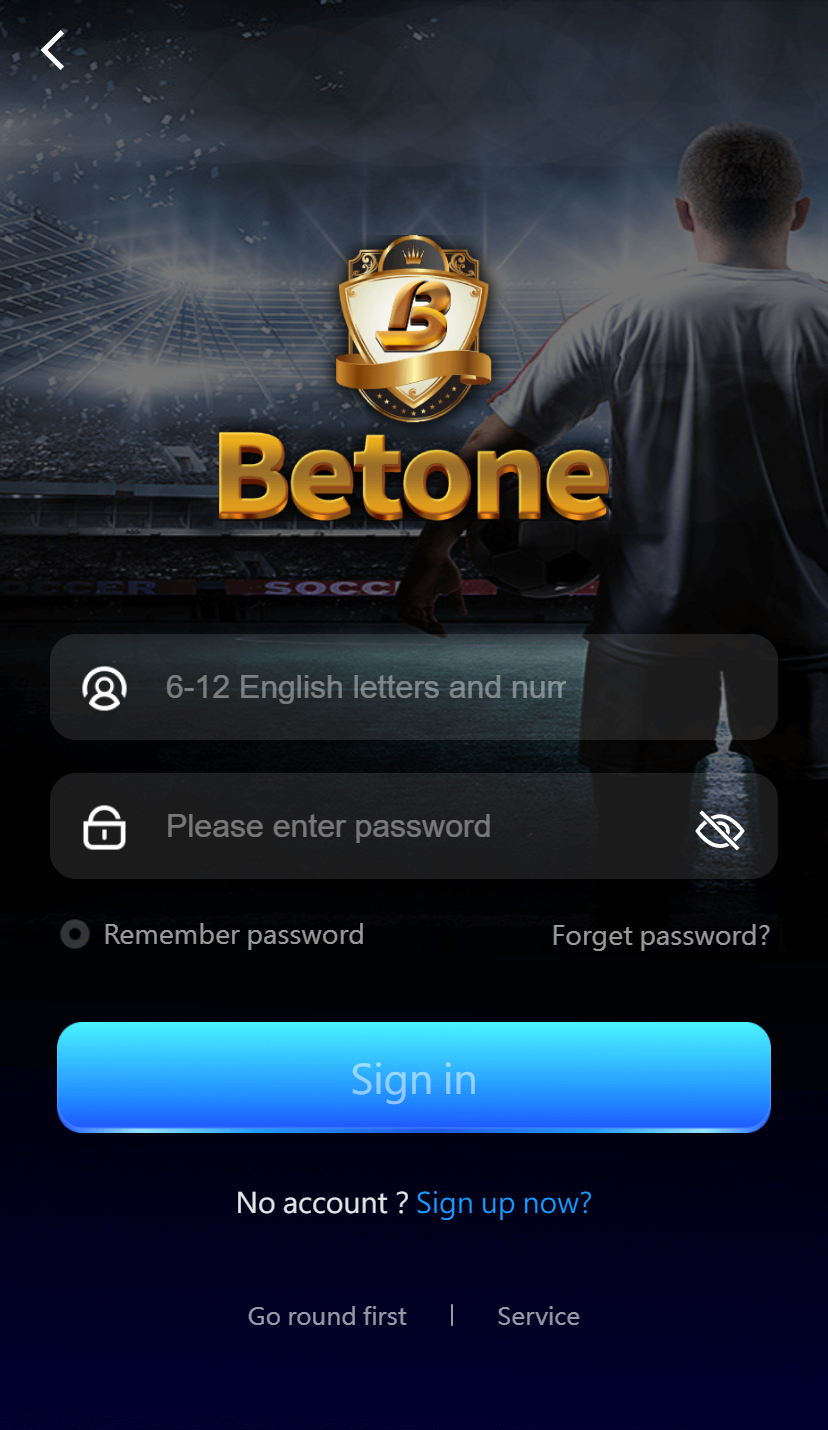 Betone
SOCCER SOCC
6-12 English letters and num
Please enter password
Remember password
Forget password?
Sign in
No account ? Sign up now?
Go round first | Service